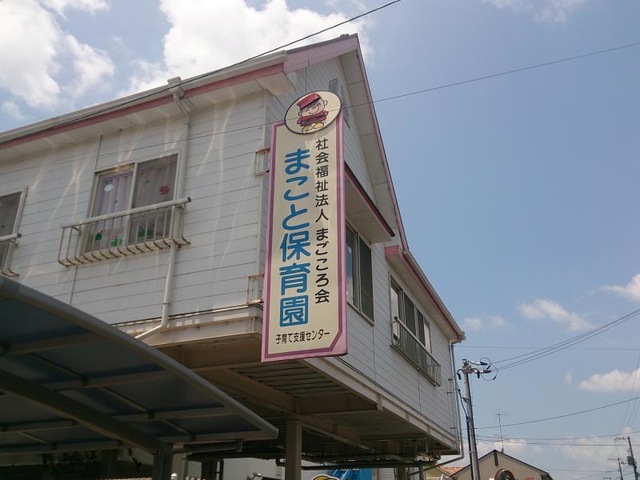 社会福祉法人 まごころ会
まこと保育園
子育て支援センター